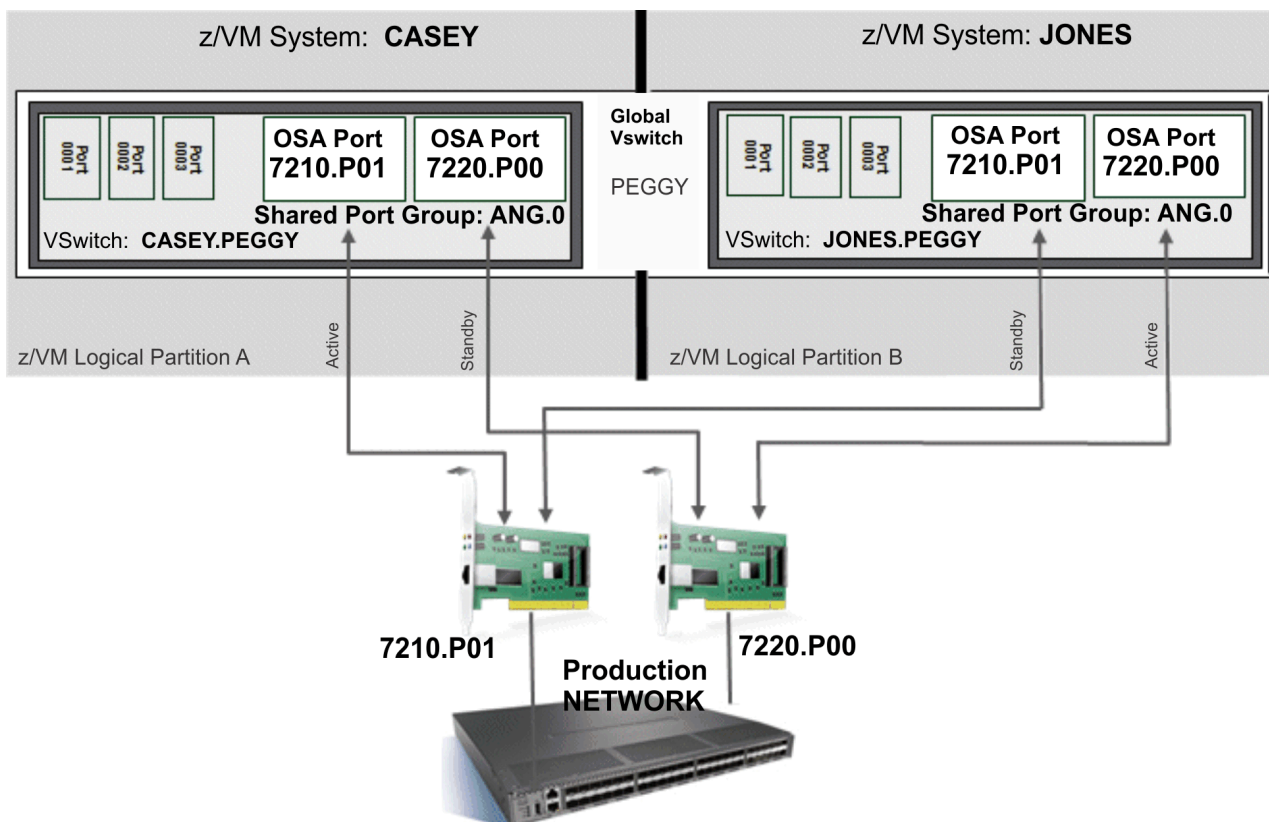 z/VM System: CASEY
z/VM System: JONES
Port
0001
Port
0002
Port
0003
OSA Port
7210.P01
OSA Port
7220.P00
Shared Port Group: ANG.0
VSwitch: CASEY.PEGGY
Global
Vswitch
PEGGY
Port
0001
Port
0002
Port
0003
OSA Port
7210.P01
OSA Port
7220.P00
Shared Port Group: ANG.0
VSwitch: JONES.PEGGY
z/VM Logical Partition A
Active
Standby
z/VM Logical Partition B
Standby
Active
7210.P01
7220.P00
Production
NETWORK